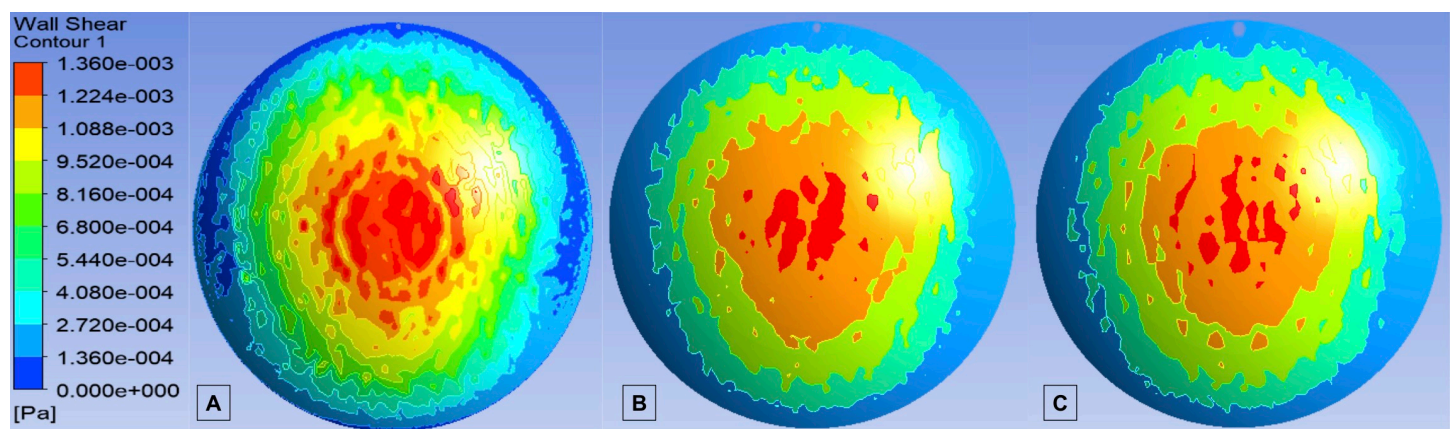 Wall Shear
Contour 1
1.360e-003
1.224e-003
1.088e-003
9.520e-004
8.160e-004
6.800e-004
5.440e-004
4.080e-004
2.720e-004
1.360e-004
0.000e+000
[Pa]
A
B
C